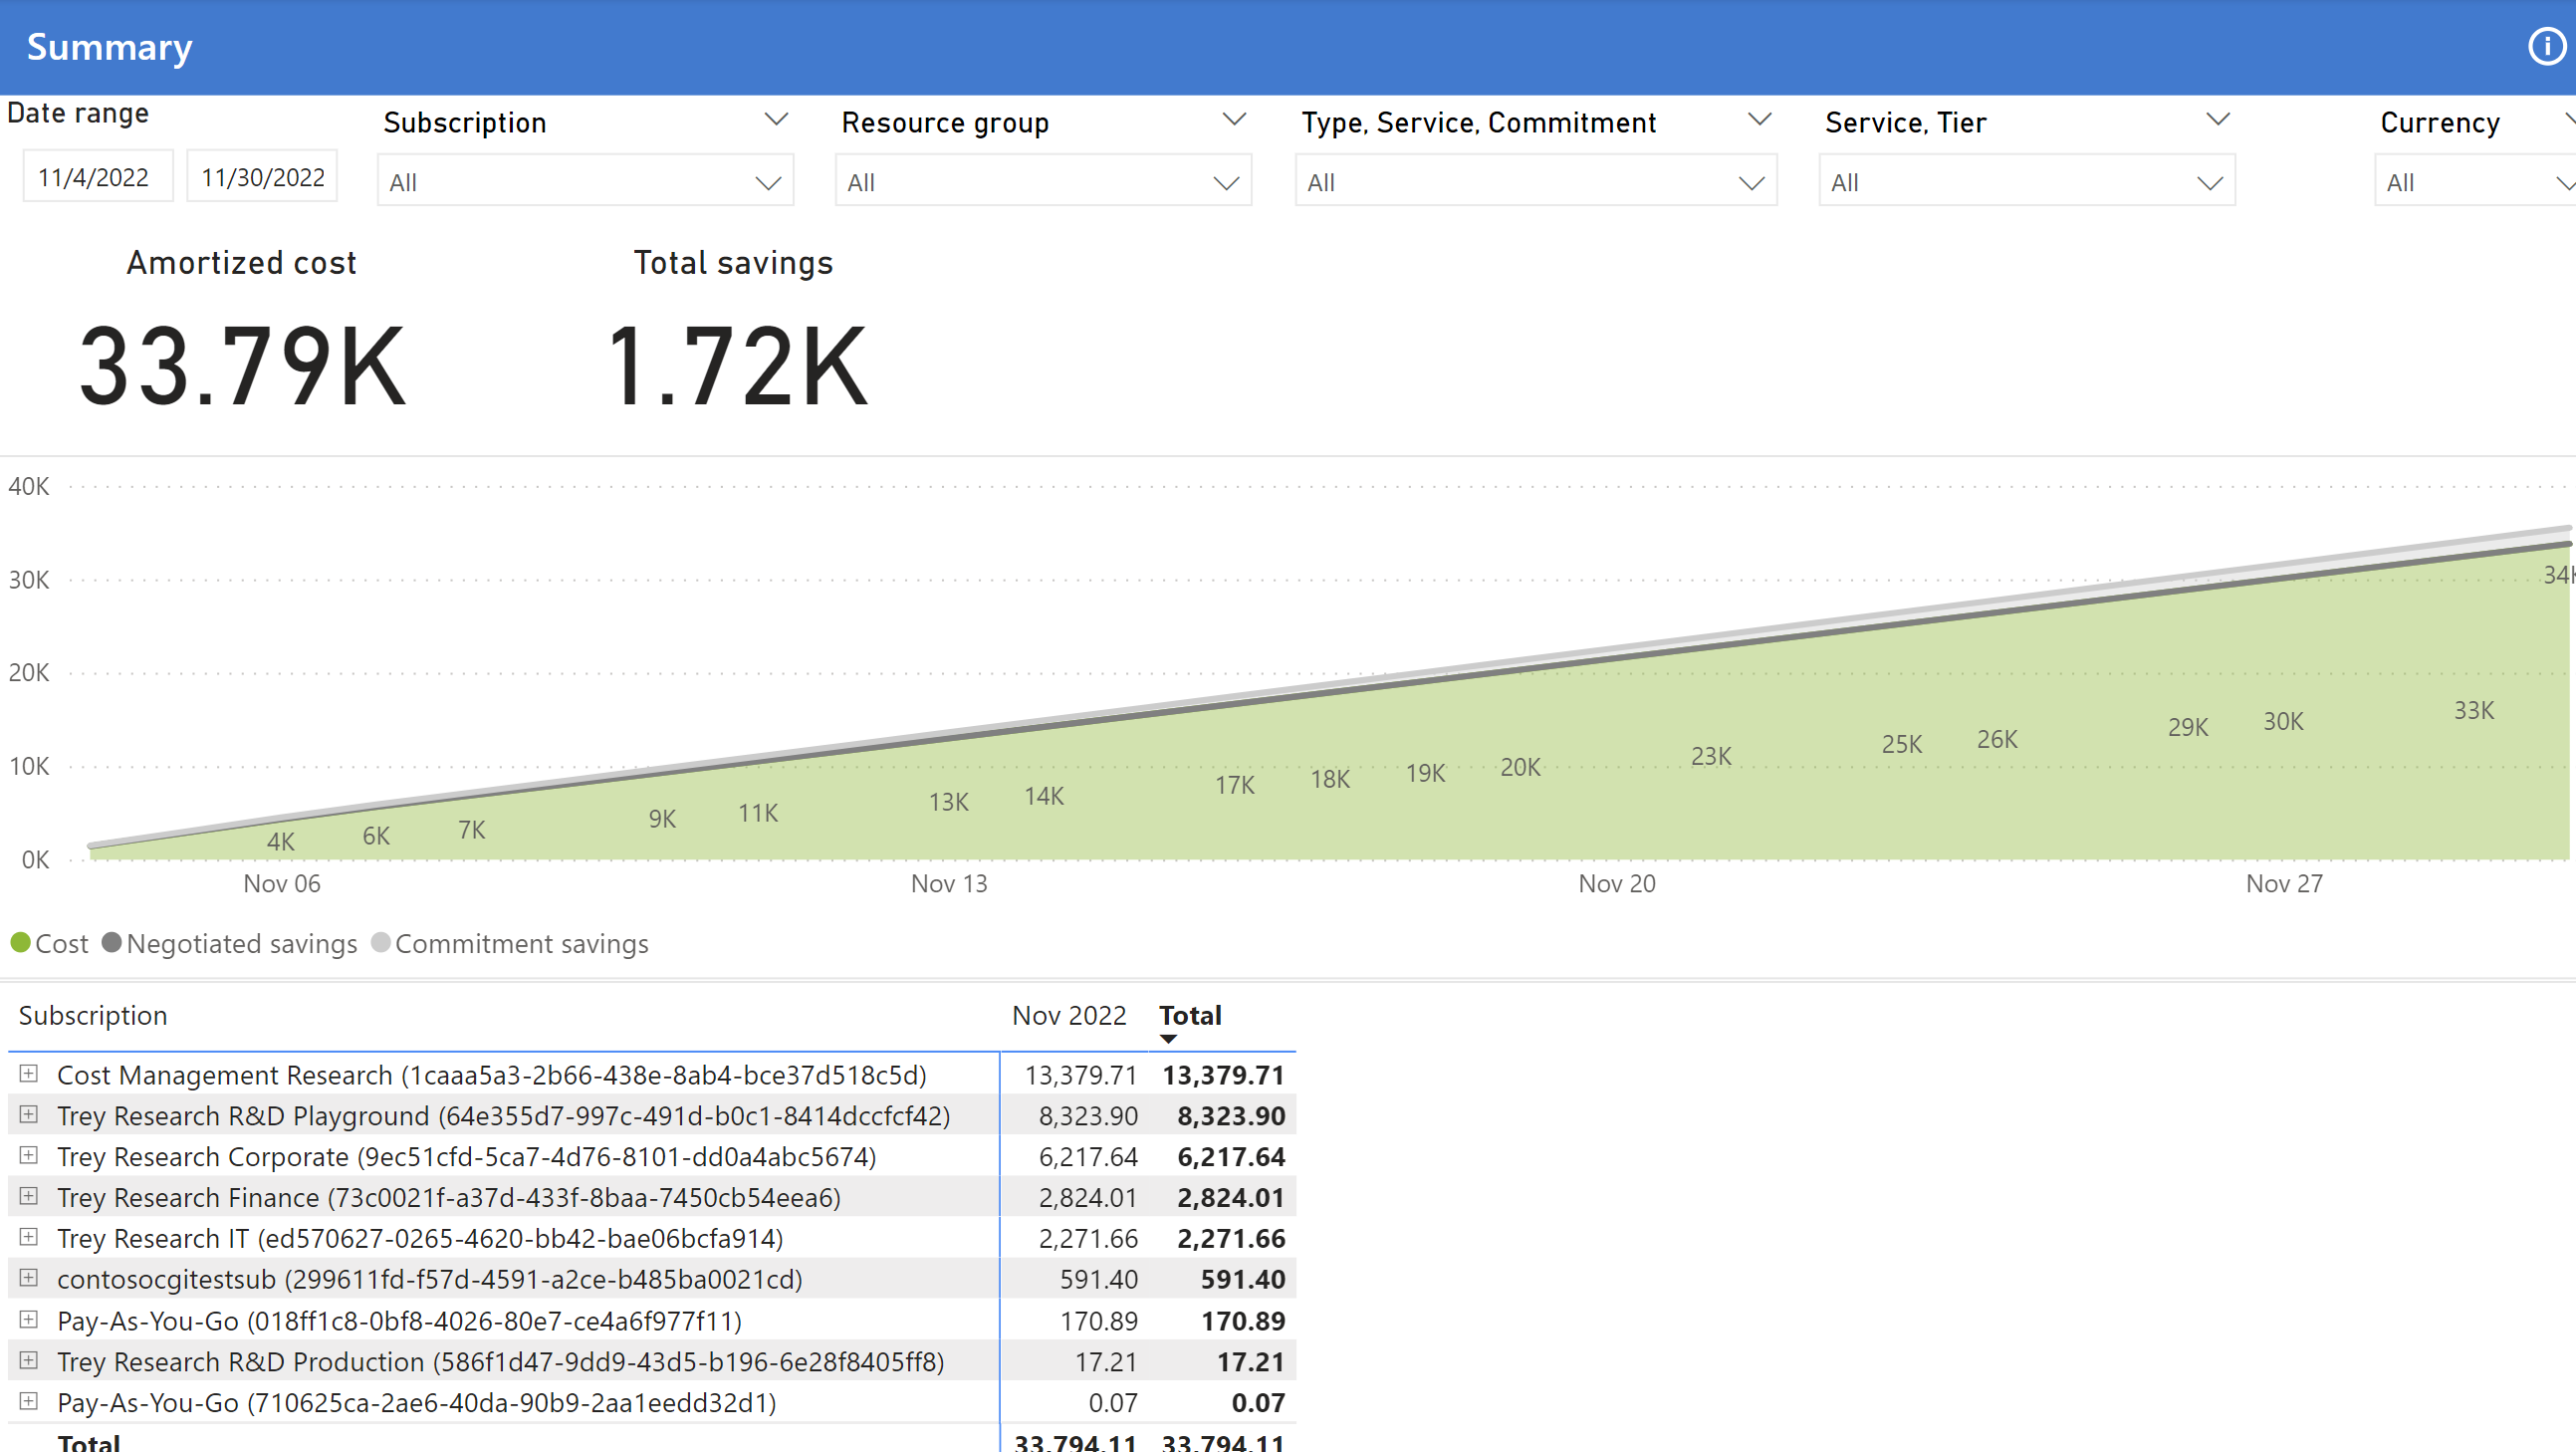 Summary
Date range
Subscription
Resource group
Type, Service, Commitment
Service, Tier
Currency
11/4/2022 11/30/2022 All All All All All
Amortized cost Total savings
33.79K 1.72K
40K
30K
20K
10K
0K
4K 6K 7K 9K 11K 13K 14K 17K 18K 19K 20K 23K 25K 26K 29K 30K 33K 34K
Nov 06 Nov 13 Nov 20 Nov 27
Cost Negotiated savings Commitment savings
Subscription Nov 2022 Total
Cost Management Research (1caaa5a3-2b66-438e-8ab4-bce37d518c5d) 13,379.71 13,379.71
Trey Research R&D Playground (64e355d7-997c-491d-b0c1-8414dccfcf42) 8,323.90 8,323.90
Trey Research Corporate (9ec51cfd-5ca7-4d76-8101-dd0a4abc5674) 6,217.64 6,217.64
Trey Research Finance (73c0021f-a37d-433f-8baa-7450cb54eea6) 2,824.01 2,824.01
Trey Research IT (ed570627-0265-4620-bb42-bae06bcfa914) 2,271.66 2,271.66
contosocgitestsub (299611fd-f57d-4591-a2ce-b485ba0021cd) 591.40 591.40
Pay-As-You-Go (018ff1c8-0bf8-4026-80e7-ce4a6f977f11) 170.89 170.89
Trey Research R&D Production (586f1d47-9dd9-43d5-b196-6e28f8405ff8) 17.21 17.21
Pay-As-You-Go (710625ca-2ae6-40da-90b9-2aa1eedd32d1) 0.07 0.07
Total 33,794.11 33,794.11